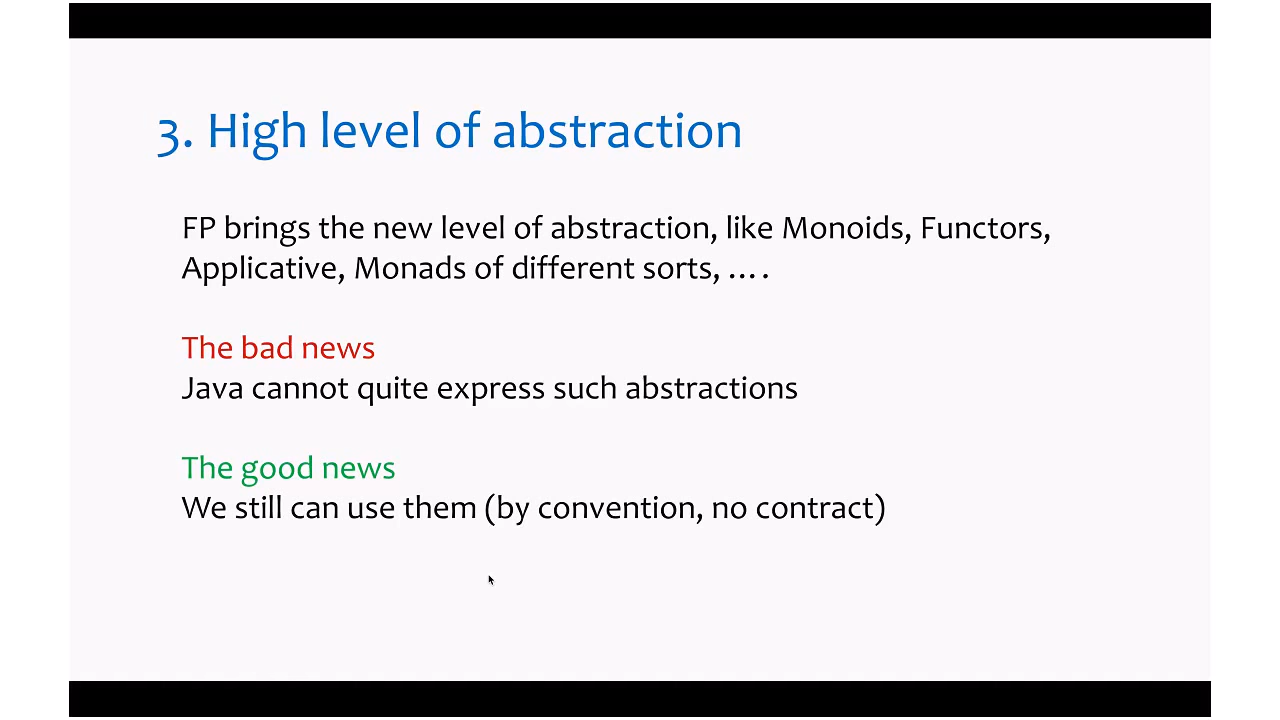 3. High level of abstraction
FP brings the new level of abstraction, like Monoids, Functors,
Applicative, Monads of different sorts, ….
The bad news
Java cannot quite express such abstractions
The good news
We still can use them (by convention, no contract)